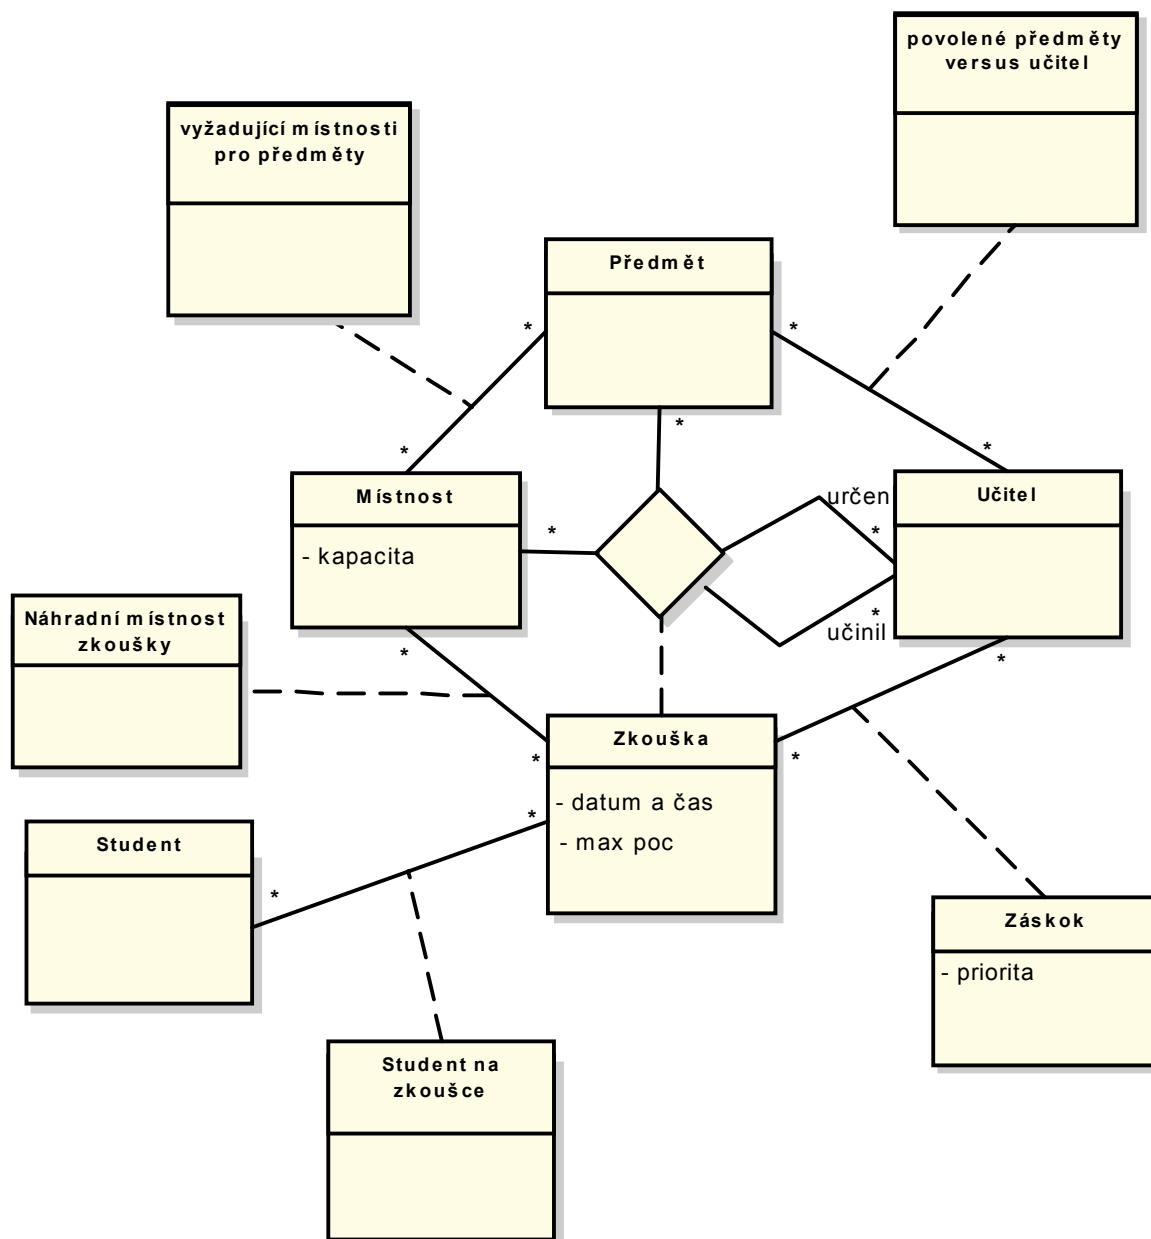 povolené předměty
versus učitel
vyžadující místnosti
pro předměty
Předmět
*
*
*
*
*
Místnost
- kapacita
*
Učitel
určen
*
*
učinil
Náhradní místnost
zkoušky
*
*
Zkouška
- datum a čas
- max poc
*
*
*
Student
*
Záskok
- priorita
Student na
zkoušce